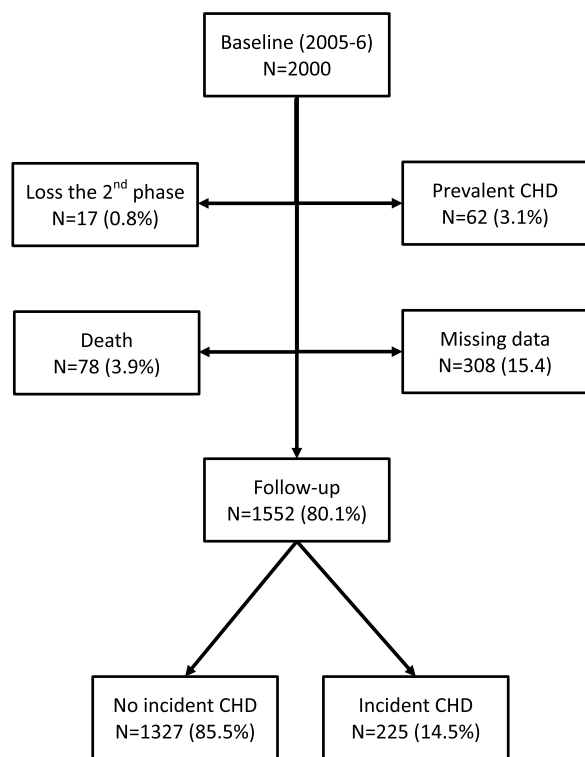 Baseline (2005-6)
N=2000
Loss the 2nd phase
N=17 (0.8%)
Prevalent CHD
N=62 (3.1%)
Death
N=78 (3.9%)
Missing data
N=308 (15.4)
Follow-up
N=1552 (80.1%)
No incident CHD
N=1327 (85.5%)
Incident CHD
N=225 (14.5%)